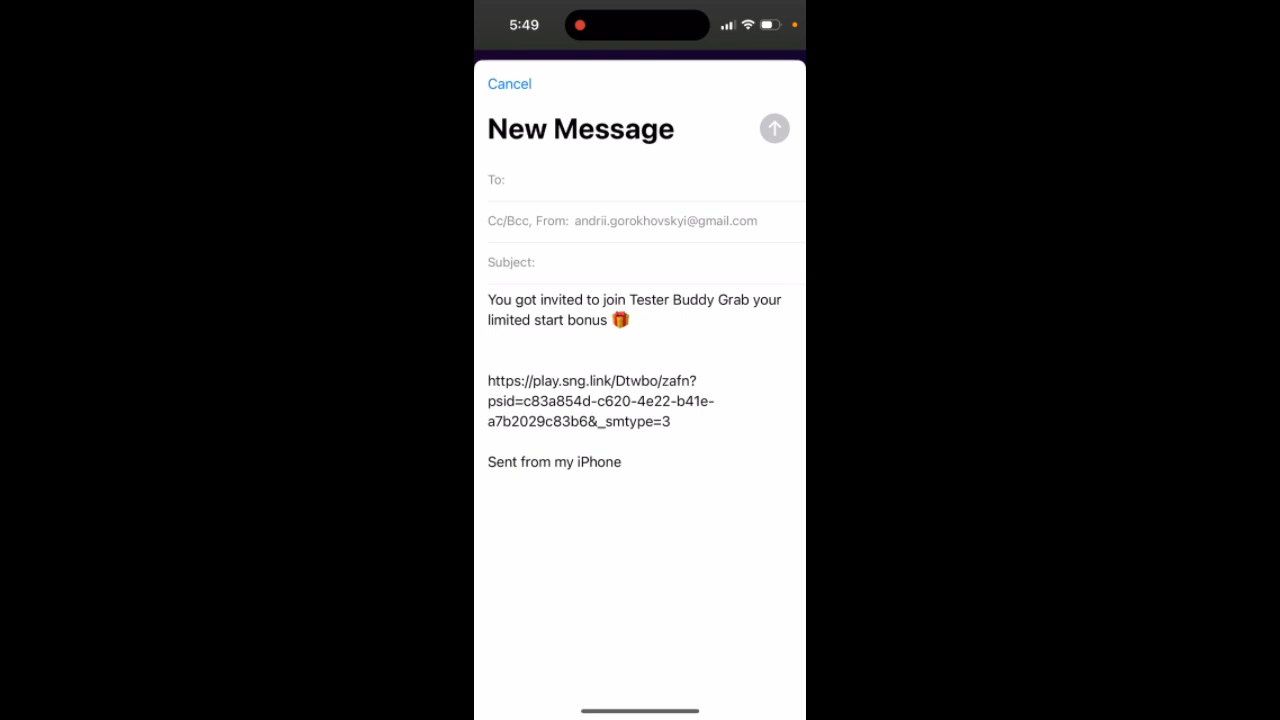 5:49
Cancel
New Message
To:
Cc/Bcc, From: andrii.gorokhovskyi@gmail.com
Subject:
You got invited to join Tester Buddy Grab your
limited start bonus 🎁
https://play.sng.link/Dtwbo/zafn?
psid=c83a854d-c620-4e22-b41e-
a7b2029c83b6&_smtype=3
Sent from my iPhone